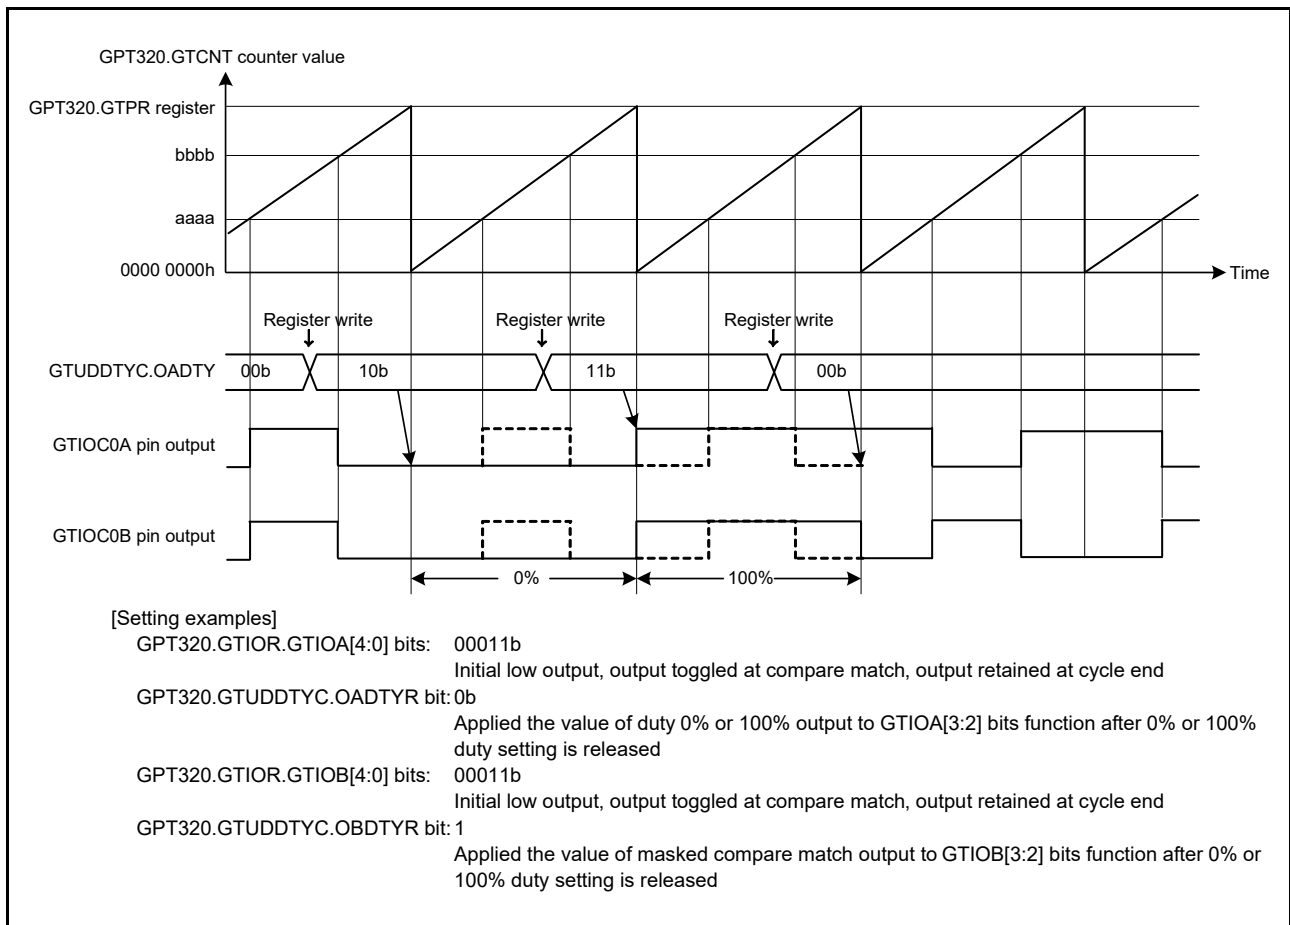 GPT320.GTCNT counter value
GPT320.GTPR register
bbbb
aaaa
0000 0000h
Time
Register write
Register write
Register write
GTUDDTYC.OADTY
00b
10b
11b
00b
GTIOC0A pin output
GTIOC0B pin output
0%
100%
[Setting examples]
GPT320.GTIOR.GTIOA[4:0] bits: 00011b
Initial low output, output toggled at compare match, output retained at cycle end
GPT320.GTUDDTYC.OADTYR bit: 0b
Applied the value of duty 0% or 100% output to GTIOA[3:2] bits function after 0% or 100%
duty setting is released
GPT320.GTIOR.GTIOB[4:0] bits: 00011b
Initial low output, output toggled at compare match, output retained at cycle end
GPT320.GTUDDTYC.OBDTYR bit: 1
Applied the value of masked compare match output to GTIOB[3:2] bits function after 0% or
100% duty setting is released